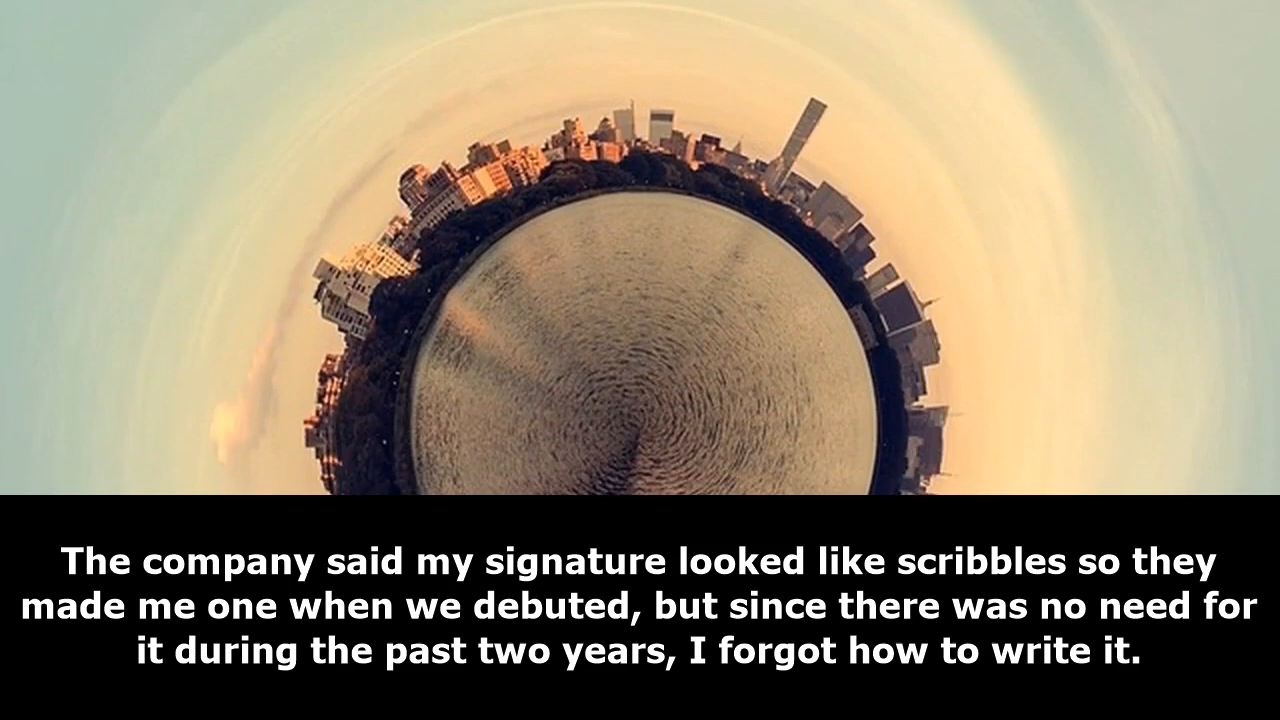 The company said my signature looked like scribbles so they
made me one when we debuted, but since there was no need for
it during the past two years, I forgot how to write it.